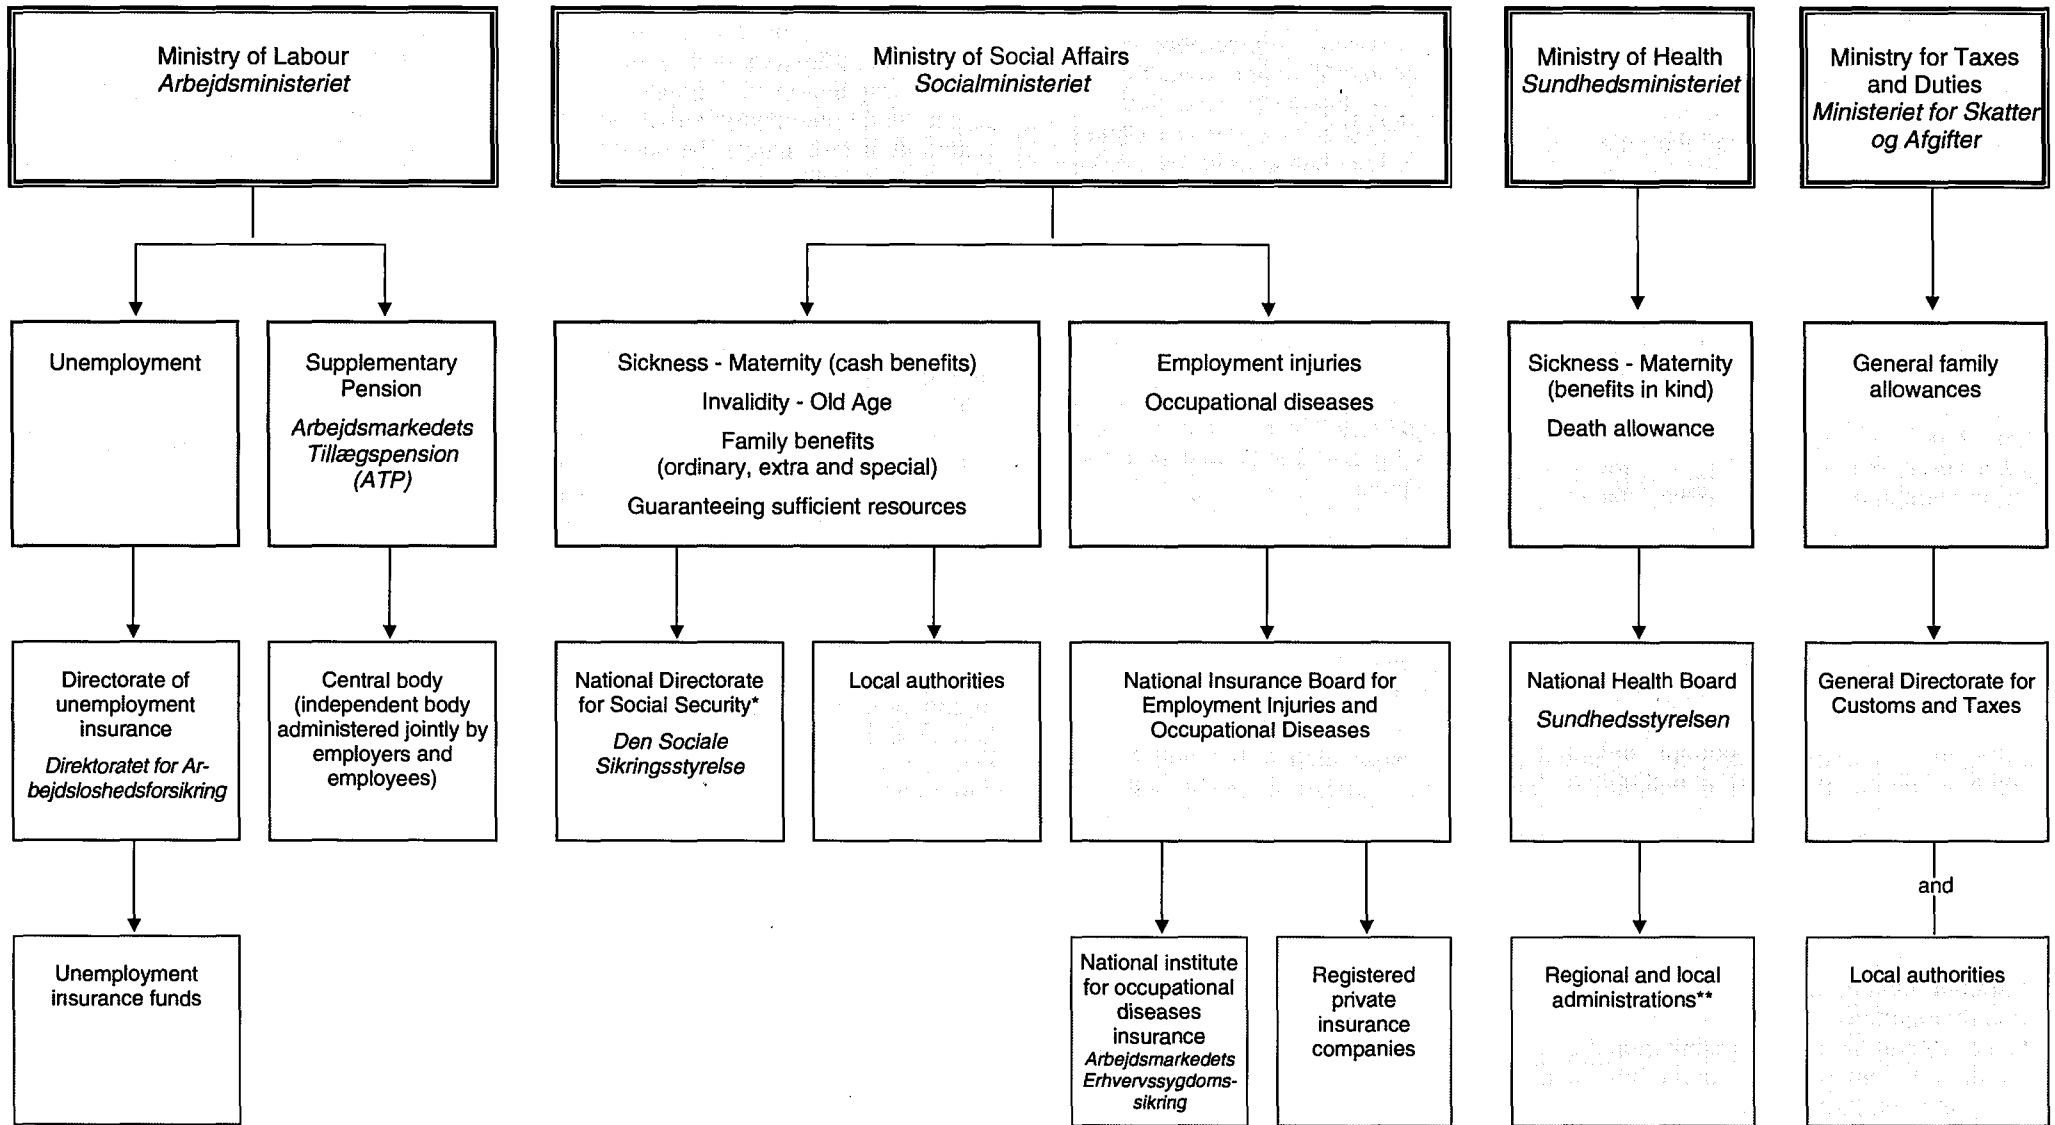 Ministry of Labour
Arbejdsministeriet
Ministry of Social Affairs
Socialministeriet
Ministry of Health
Sundhedsministeriet
Ministry for Taxes
and Duties
Ministeriet for Skatter
og Afgifter
Unemployment
Supplementary
Pension
Arbejdsmarkedets
Tillægspension
(ATP)
Sickness - Maternity (cash benefits)
Invalidity - Old Age
Family benefits
(ordinary, extra and special)
Guaranteeing sufficient resources
Employment injuries
Occupational diseases
Sickness - Maternity
(benefits in kind)
Death allowance
General family
allowances
Directorate of
unemployment
insurance
Direktoratet for Ar-
bejdsloshedsforsikring
Central body
(independent body
administered jointly by
employers and
employees)
National Directorate
for Social Security*
Den Sociale
Sikringsstyrelse
Local authorities
National Insurance Board for
Employment Injuries and
Occupational Diseases
National Health Board
Sundhedsstyrelsen
General Directorate for
Customs and Taxes
and
Unemployment
insurance funds
National institute
for occupational
diseases
insurance
Arbejdsmarkedets
Erhvervssygdoms-
sikring
Registered
private
insurance
companies
Regional and local
administrations**
Local authorities